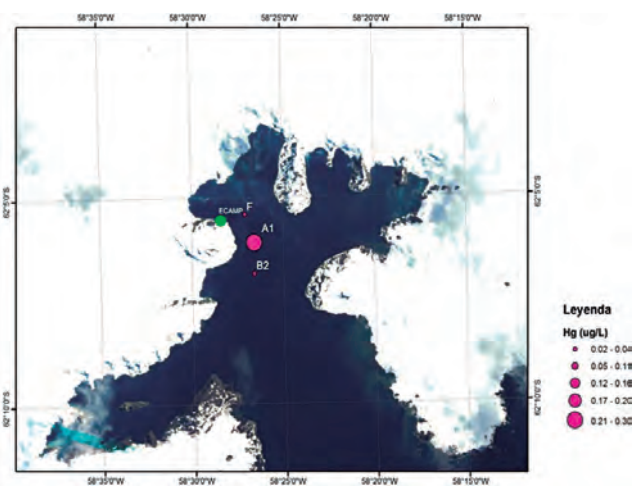 58°35'0"W 58°30'0"W 58°25'0"W 58°20'0"W 58°15'0"W
62°5'0"S
62°5'0"S
ECAMP
F
A1
B2
Leyenda
Hg (ug/L)
0.02 - 0.04
0.05 - 0.11
0.12 - 0.16
0.17 - 0.20
0.21 - 0.30
62°10'0"S
62°10'0"S
58°35'0"W 58°30'0"W 58°25'0"W 58°20'0"W 58°15'0"W